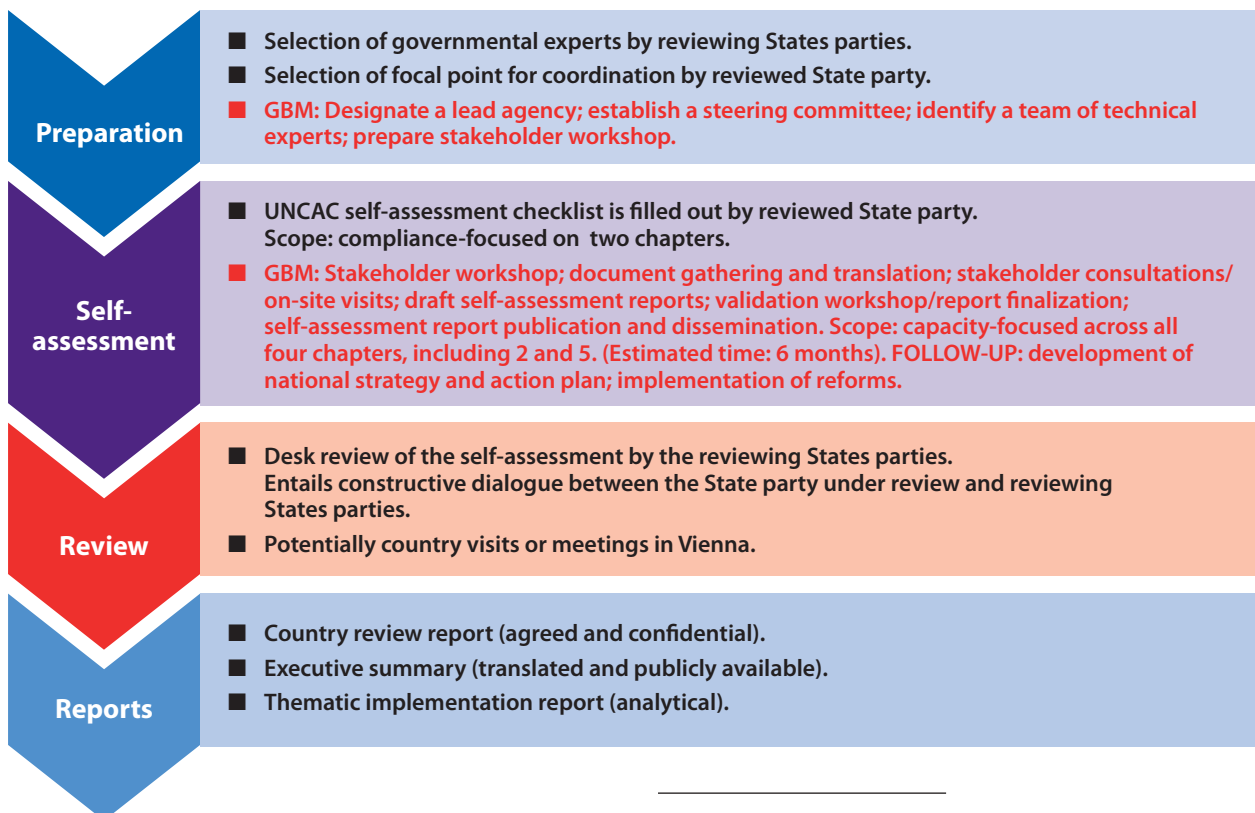 Preparation
■ Selection of governmental experts by reviewing States parties.
■ Selection of focal point for coordination by reviewed State party.
■ GBM: Designate a lead agency; establish a steering committee; identify a team of technical
experts; prepare stakeholder workshop.
Self-
assessment
■ UNCAC self-assessment checklist is filled out by reviewed State party.
Scope: compliance-focused on two chapters.
■ GBM: Stakeholder workshop; document gathering and translation; stakeholder consultations/
on-site visits; draft self-assessment reports; validation workshop/report finalization;
self-assessment report publication and dissemination. Scope: capacity-focused across all
four chapters, including 2 and 5. (Estimated time: 6 months). FOLLOW-UP: development of
national strategy and action plan; implementation of reforms.
Review
■ Desk review of the self-assessment by the reviewing States parties.
Entails constructive dialogue between the State party under review and reviewing
States parties.
■ Potentially country visits or meetings in Vienna.
Reports
■ Country review report (agreed and confidential).
■ Executive summary (translated and publicly available).
■ Thematic implementation report (analytical).